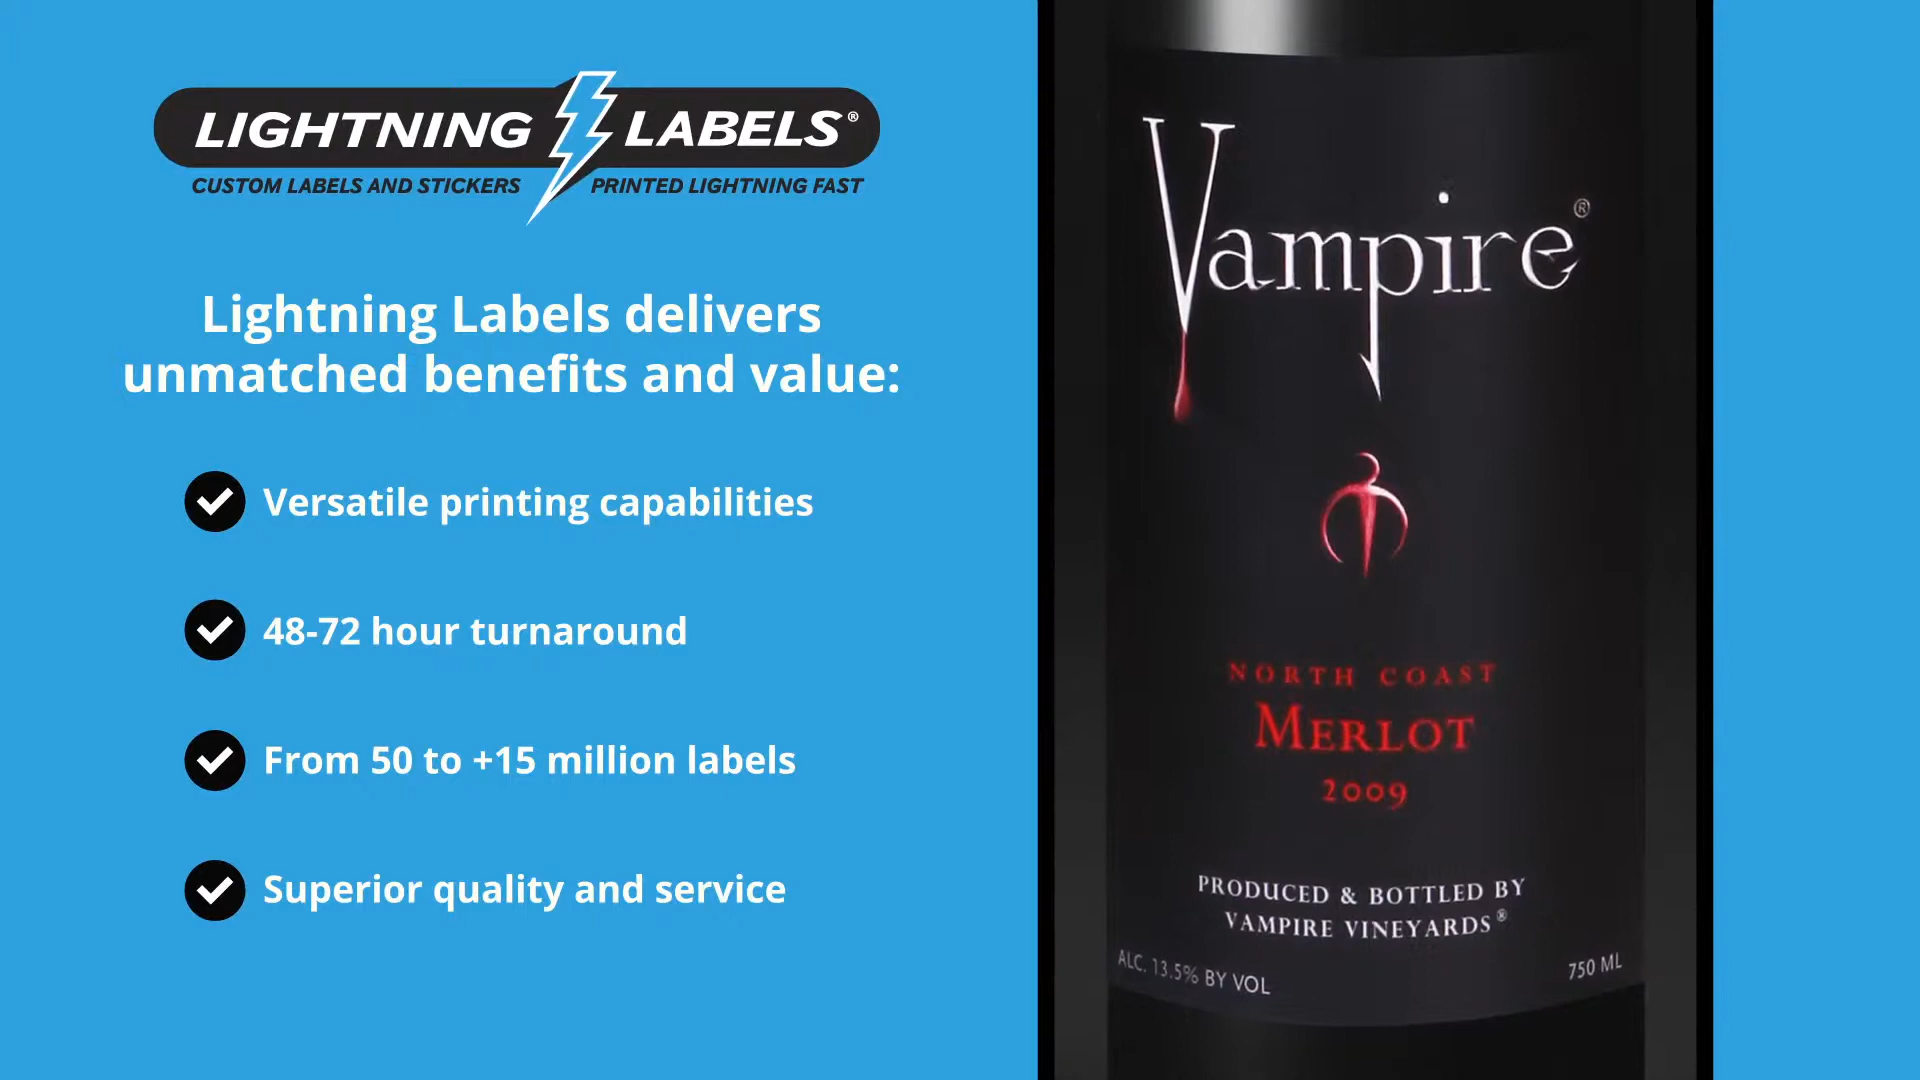 LIGHTNING LABELS®
CUSTOM LABELS AND STICKERS PRINTED LIGHTNING FAST
Lightning Labels delivers
unmatched benefits and value:
Versatile printing capabilities
48-72 hour turnaround
From 50 to +15 million labels
Superior quality and service
Vampire®
NORTH COAST
MERLOT
2009
PRODUCED & BOTTLED BY
VAMPIRE VINEYARDS®
ALC. 13.5% BY VOL
750 ML